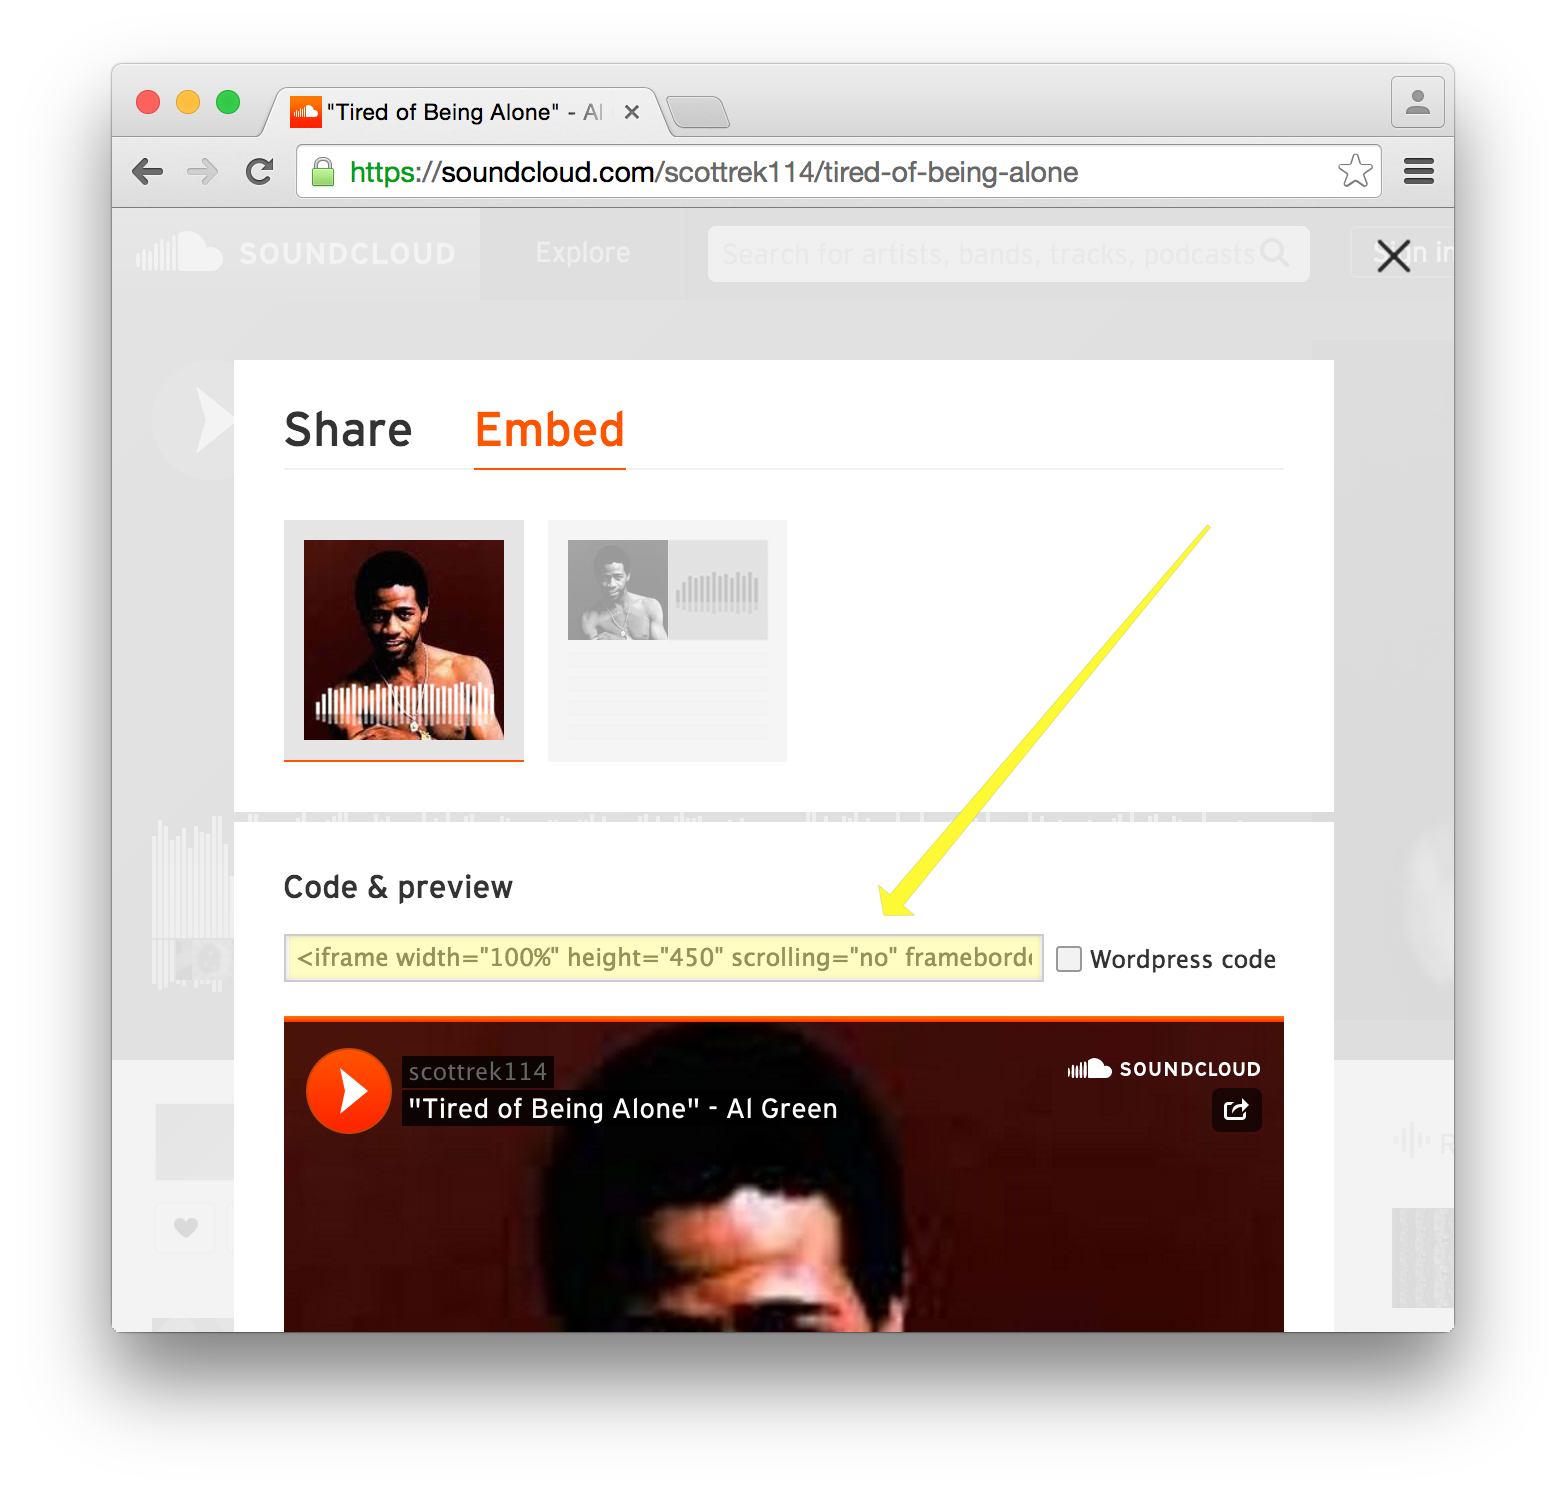 "Tired of Being Alone" - Al
https://soundcloud.com/scottrek114/tired-of-being-alone
SOUNDCLOUD
Explore
Search for artists, bands, tracks, podcasts
Sign in
Share
Embed
Code & preview
<iframe width="100%" height="450" scrolling="no" frameborde
Wordpress code
scottrek114
SOUNDCLOUD
"Tired of Being Alone" - Al Green
R